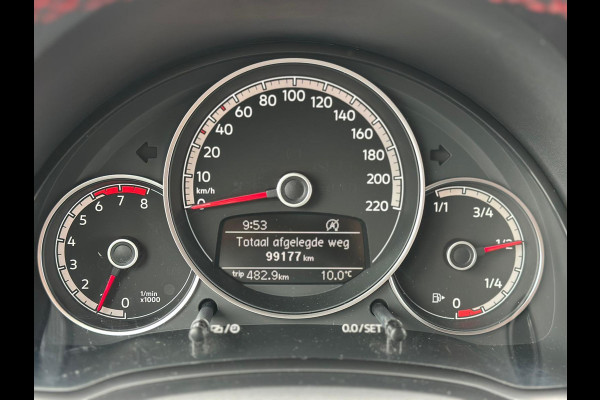 0 10 20 40 60 80 100 120 140 160 180 200 220
km/h
9:53
Totaal afgelegde weg
99177 km
trip 482.9 km 10.0°C
0 1 2 3 4 5 6 7 8
1/min
x1000
1/1 3/4 1/2 1/4 0
/
0.0/SET